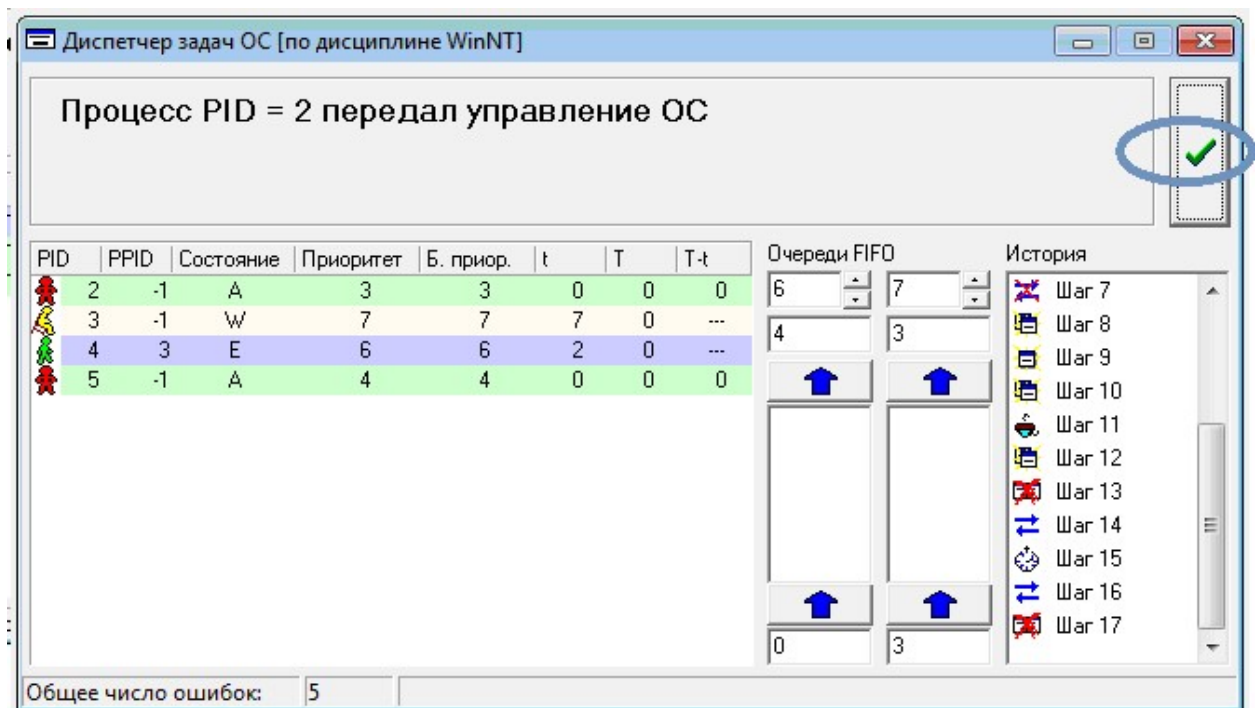 Диспетчер задач ОС [по дисциплине WinNT]
Процесс PID = 2 передал управление ОС
PID PPID Состояние Приоритет Б. приор. t T T-t
2 -1 A 3 3 0 0 0
3 -1 W 7 7 7 0 ---
4 3 E 6 6 2 0 ---
5 -1 A 4 4 0 0 0
Очереди FIFO
6 7
4 3
0 3
История
Шаг 7
Шаг 8
Шаг 9
Шаг 10
Шаг 11
Шаг 12
Шаг 13
Шаг 14
Шаг 15
Шаг 16
Шаг 17
Общее число ошибок: 5